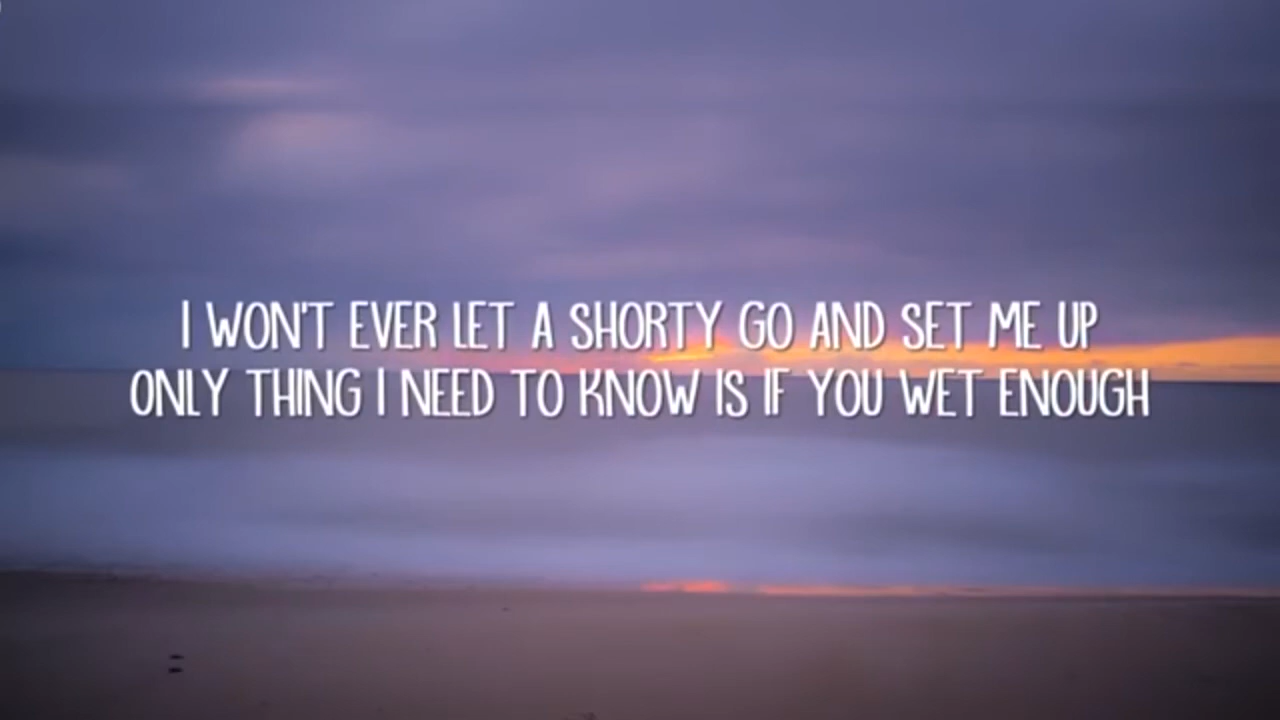 I WON'T EVER LET A SHORTY GO AND SET ME UP
ONLY THING I NEED TO KNOW IS IF YOU WET ENOUGH